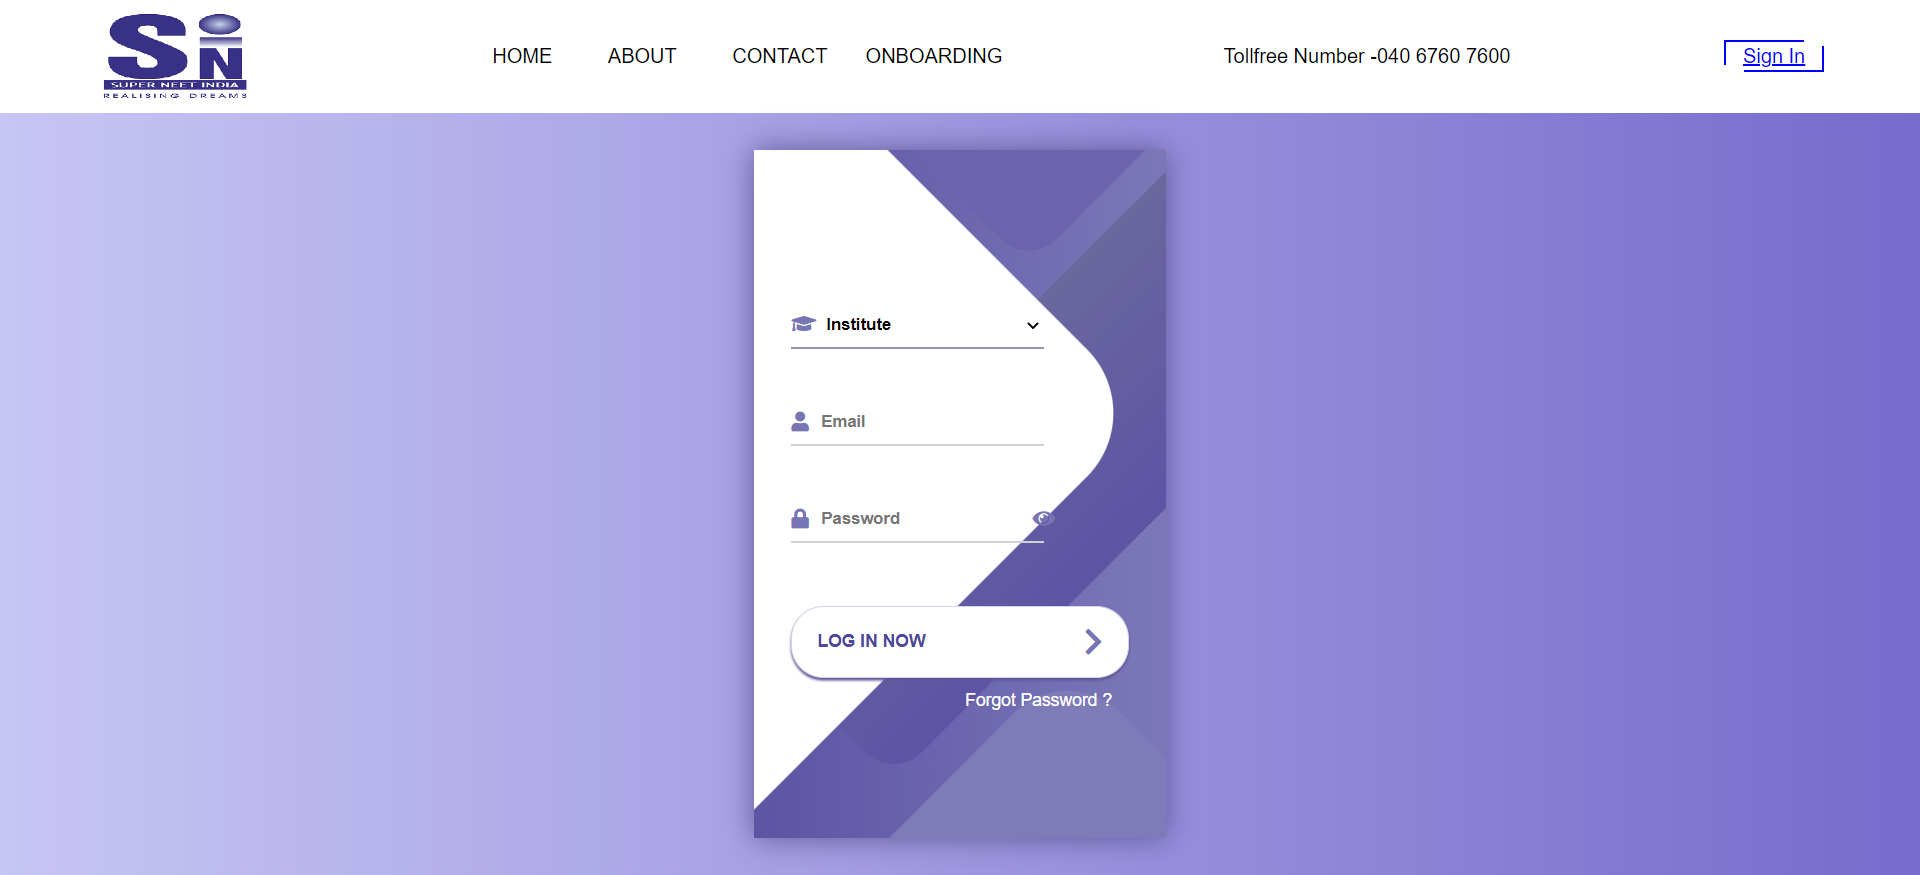 SiN
SUPER NEET INDIA
REALISING DREAMS
HOME ABOUT CONTACT ONBOARDING Tollfree Number -040 6760 7600 Sign In
Institute
Email
Password
LOG IN NOW
Forgot Password ?